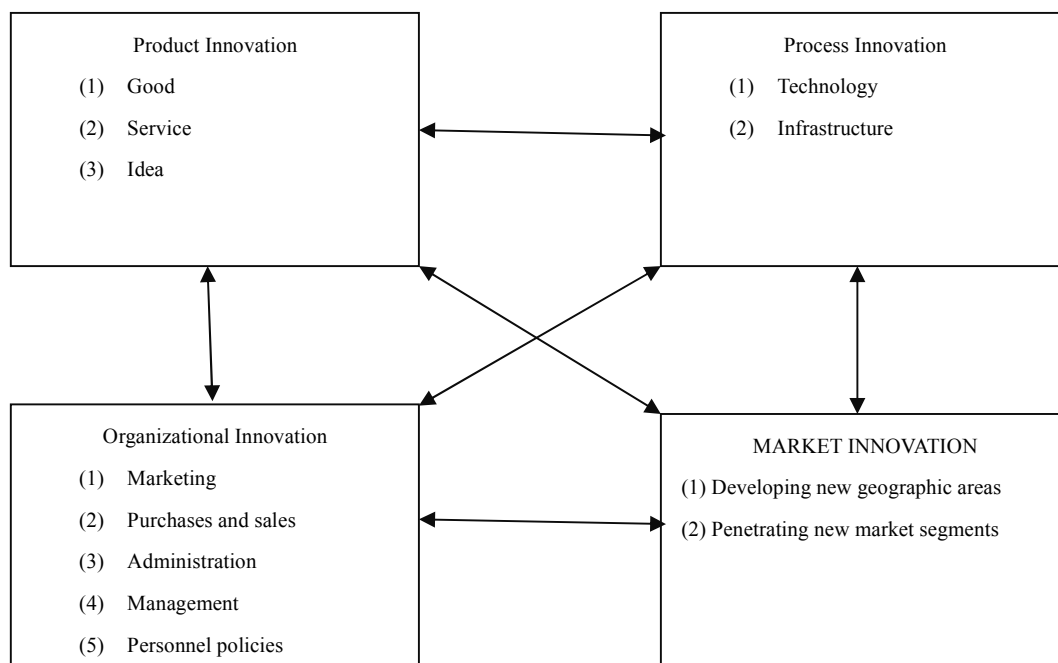 Product Innovation
(1) Good
(2) Service
(3) Idea
Process Innovation
(1) Technology
(2) Infrastructure
Organizational Innovation
(1) Marketing
(2) Purchases and sales
(3) Administration
(4) Management
(5) Personnel policies
MARKET INNOVATION
(1) Developing new geographic areas
(2) Penetrating new market segments